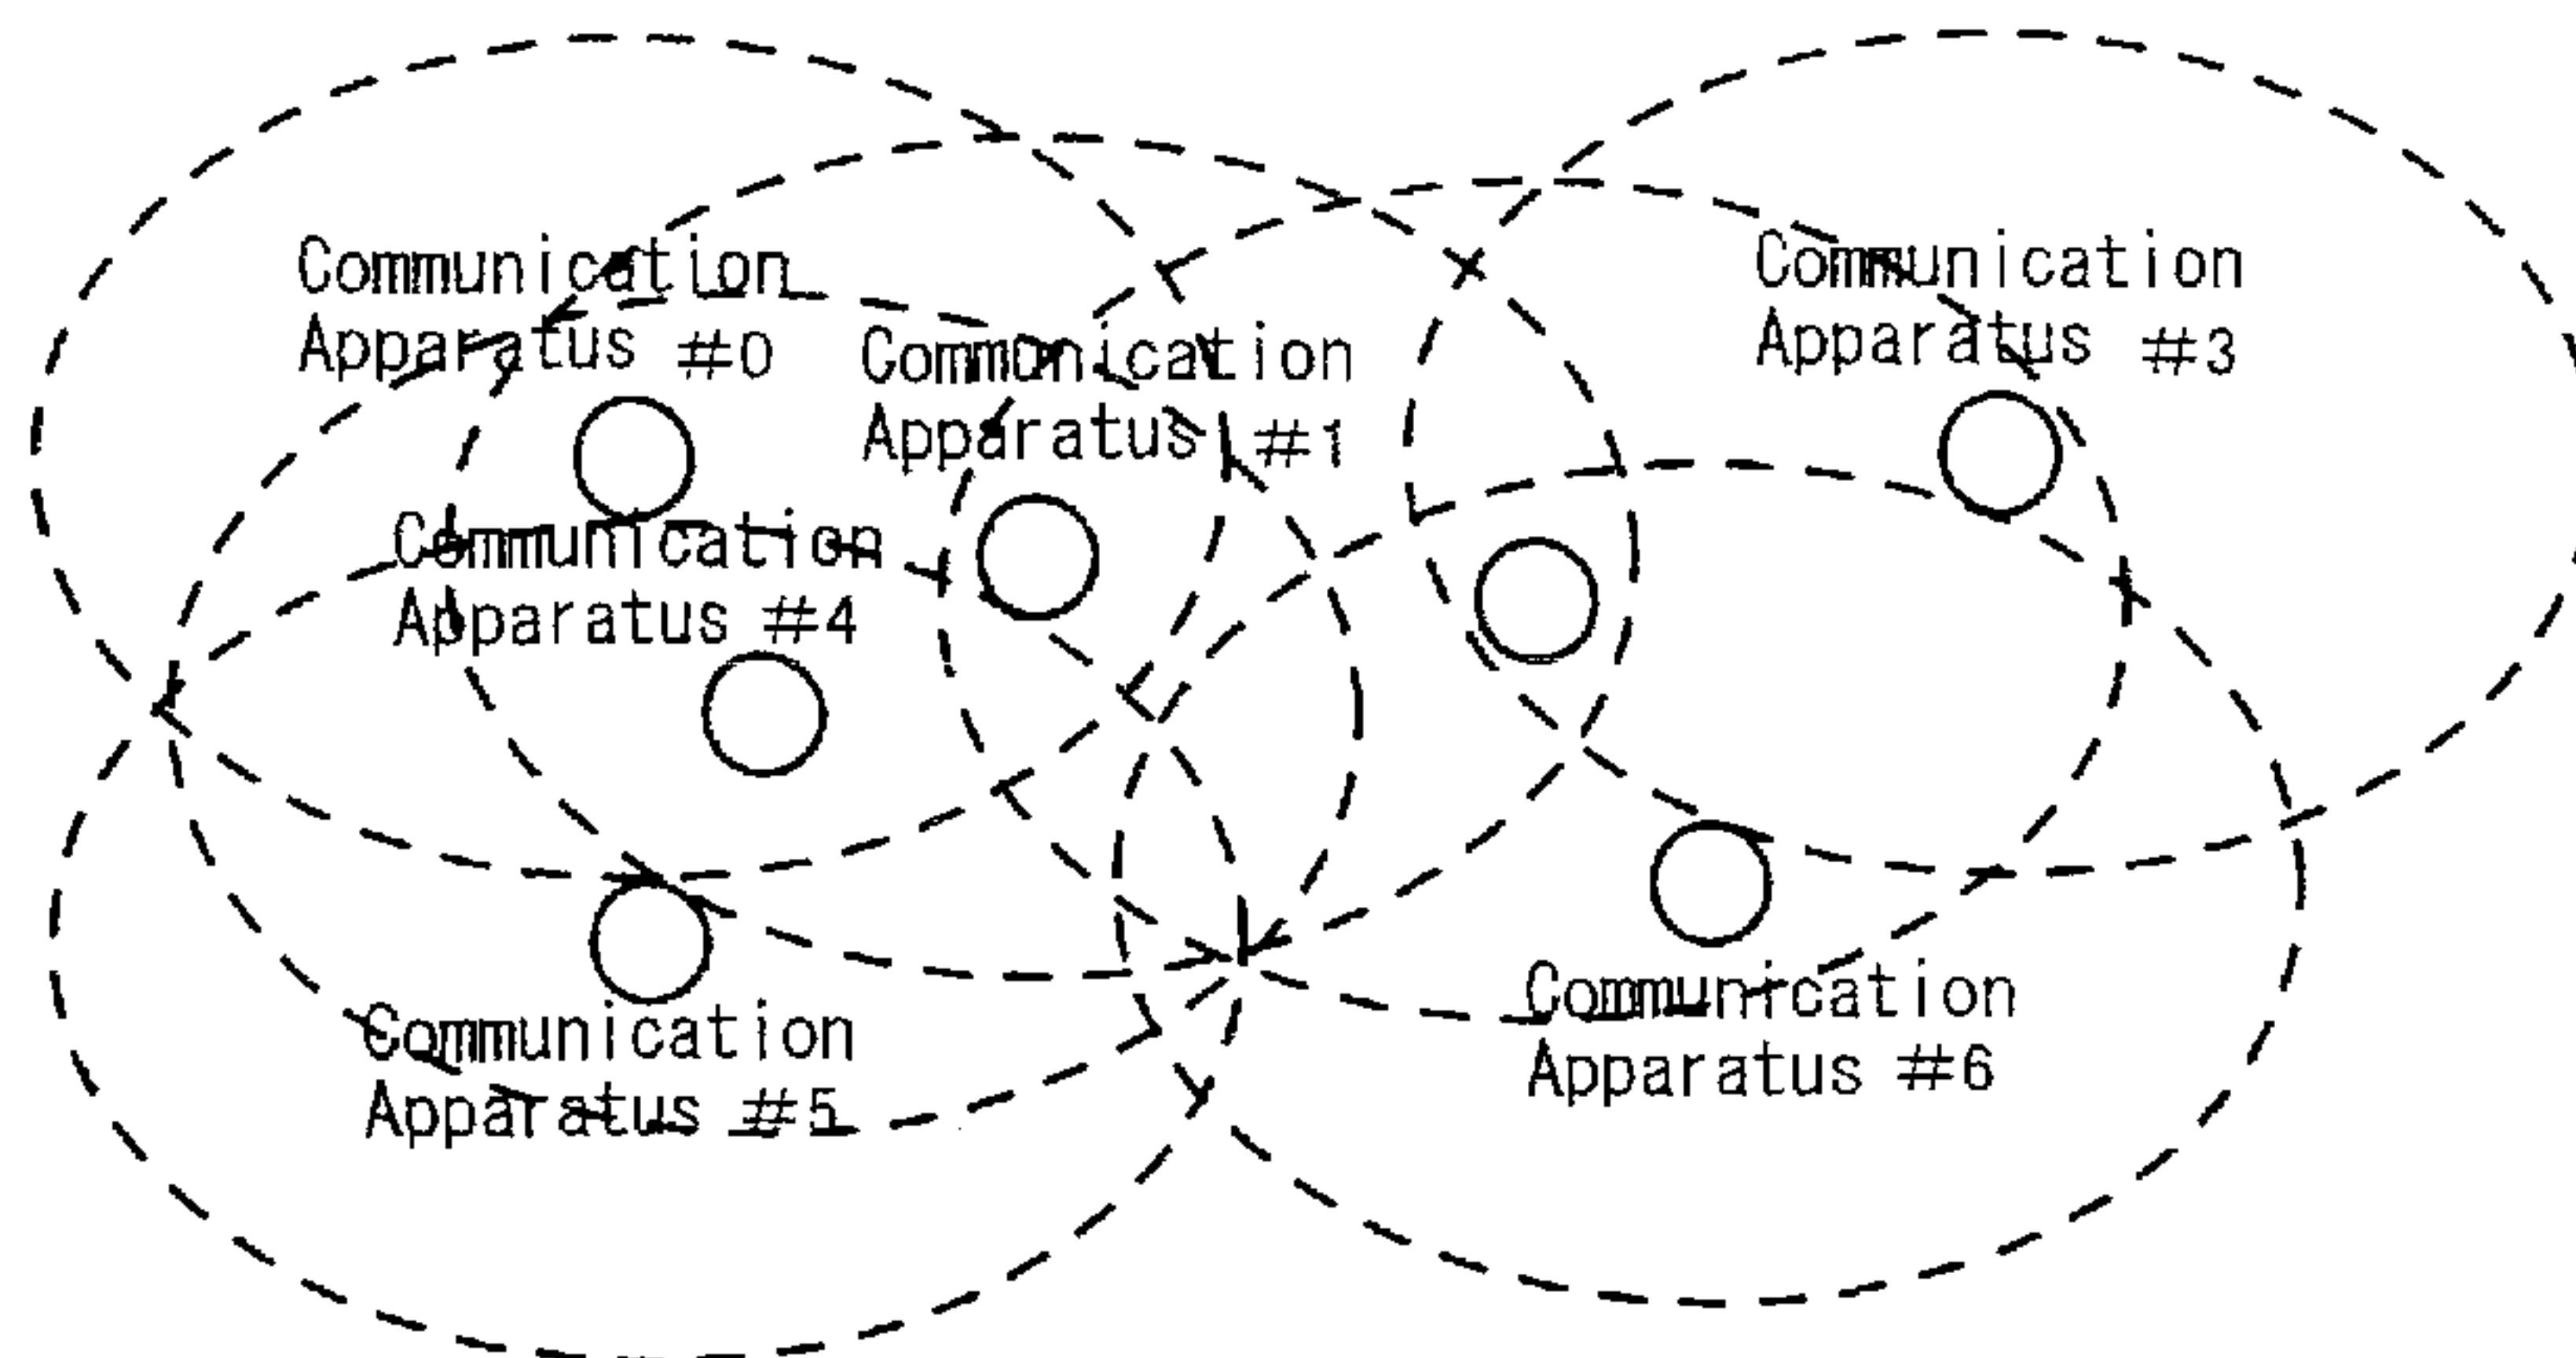 Communication
Apparatus #0
Communication
Apparatus #1
Communication
Apparatus #3
Communication
Apparatus #4
Communication
Apparatus #5
Communication
Apparatus #6